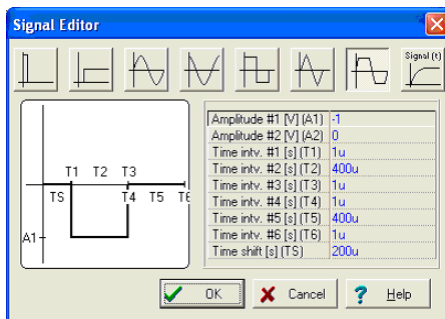 Signal Editor
Signal (t)
T1 T2 T3
TS T4 T5 T6
A1
Amplitude #1 [V] (A1) -1
Amplitude #2 [V] (A2) 0
Time intv. #1 [s] (T1) 1u
Time intv. #2 [s] (T2) 400u
Time intv. #3 [s] (T3) 1u
Time intv. #4 [s] (T4) 1u
Time intv. #5 [s] (T5) 400u
Time intv. #6 [s] (T6) 1u
Time shift [s] (TS) 200u
OK Cancel ? Help